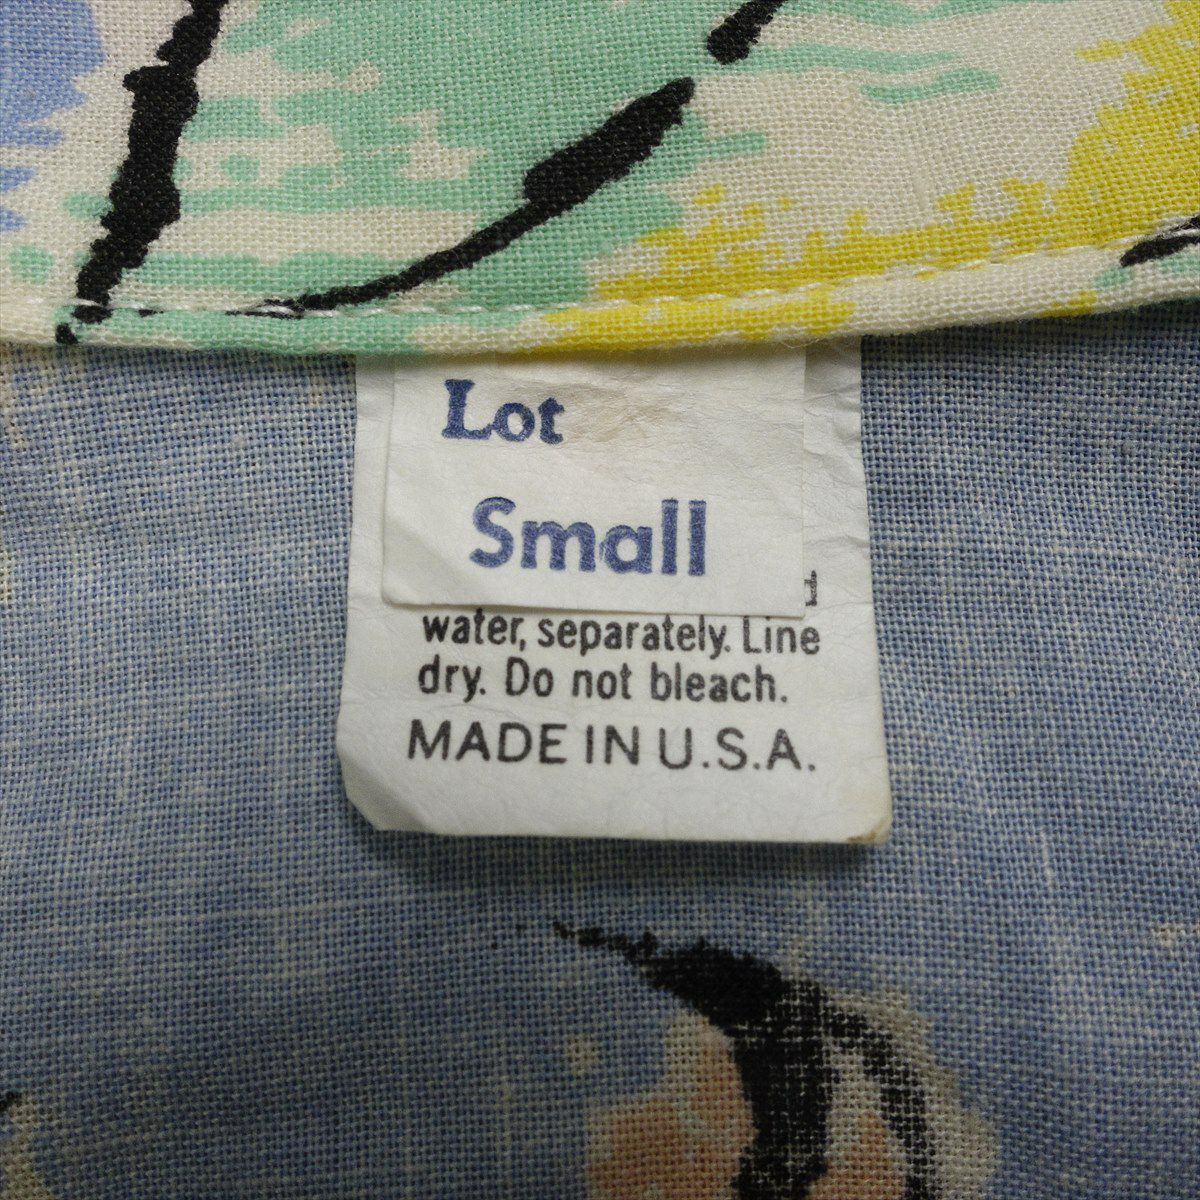 Lot
Small
water, separately. Line
dry. Do not bleach.
MADE IN U.S.A.